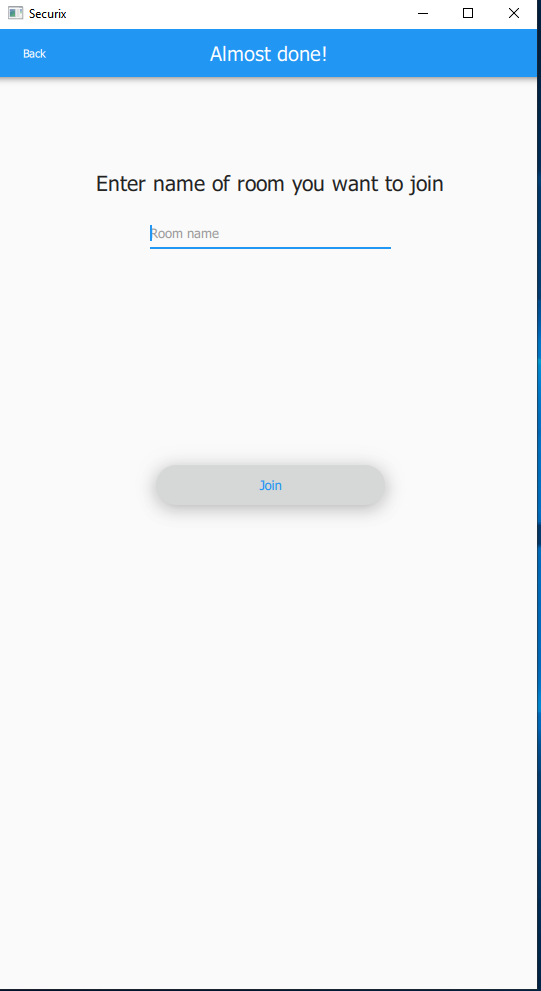 Securix
Back
Almost done!
Enter name of room you want to join
Room name
Join